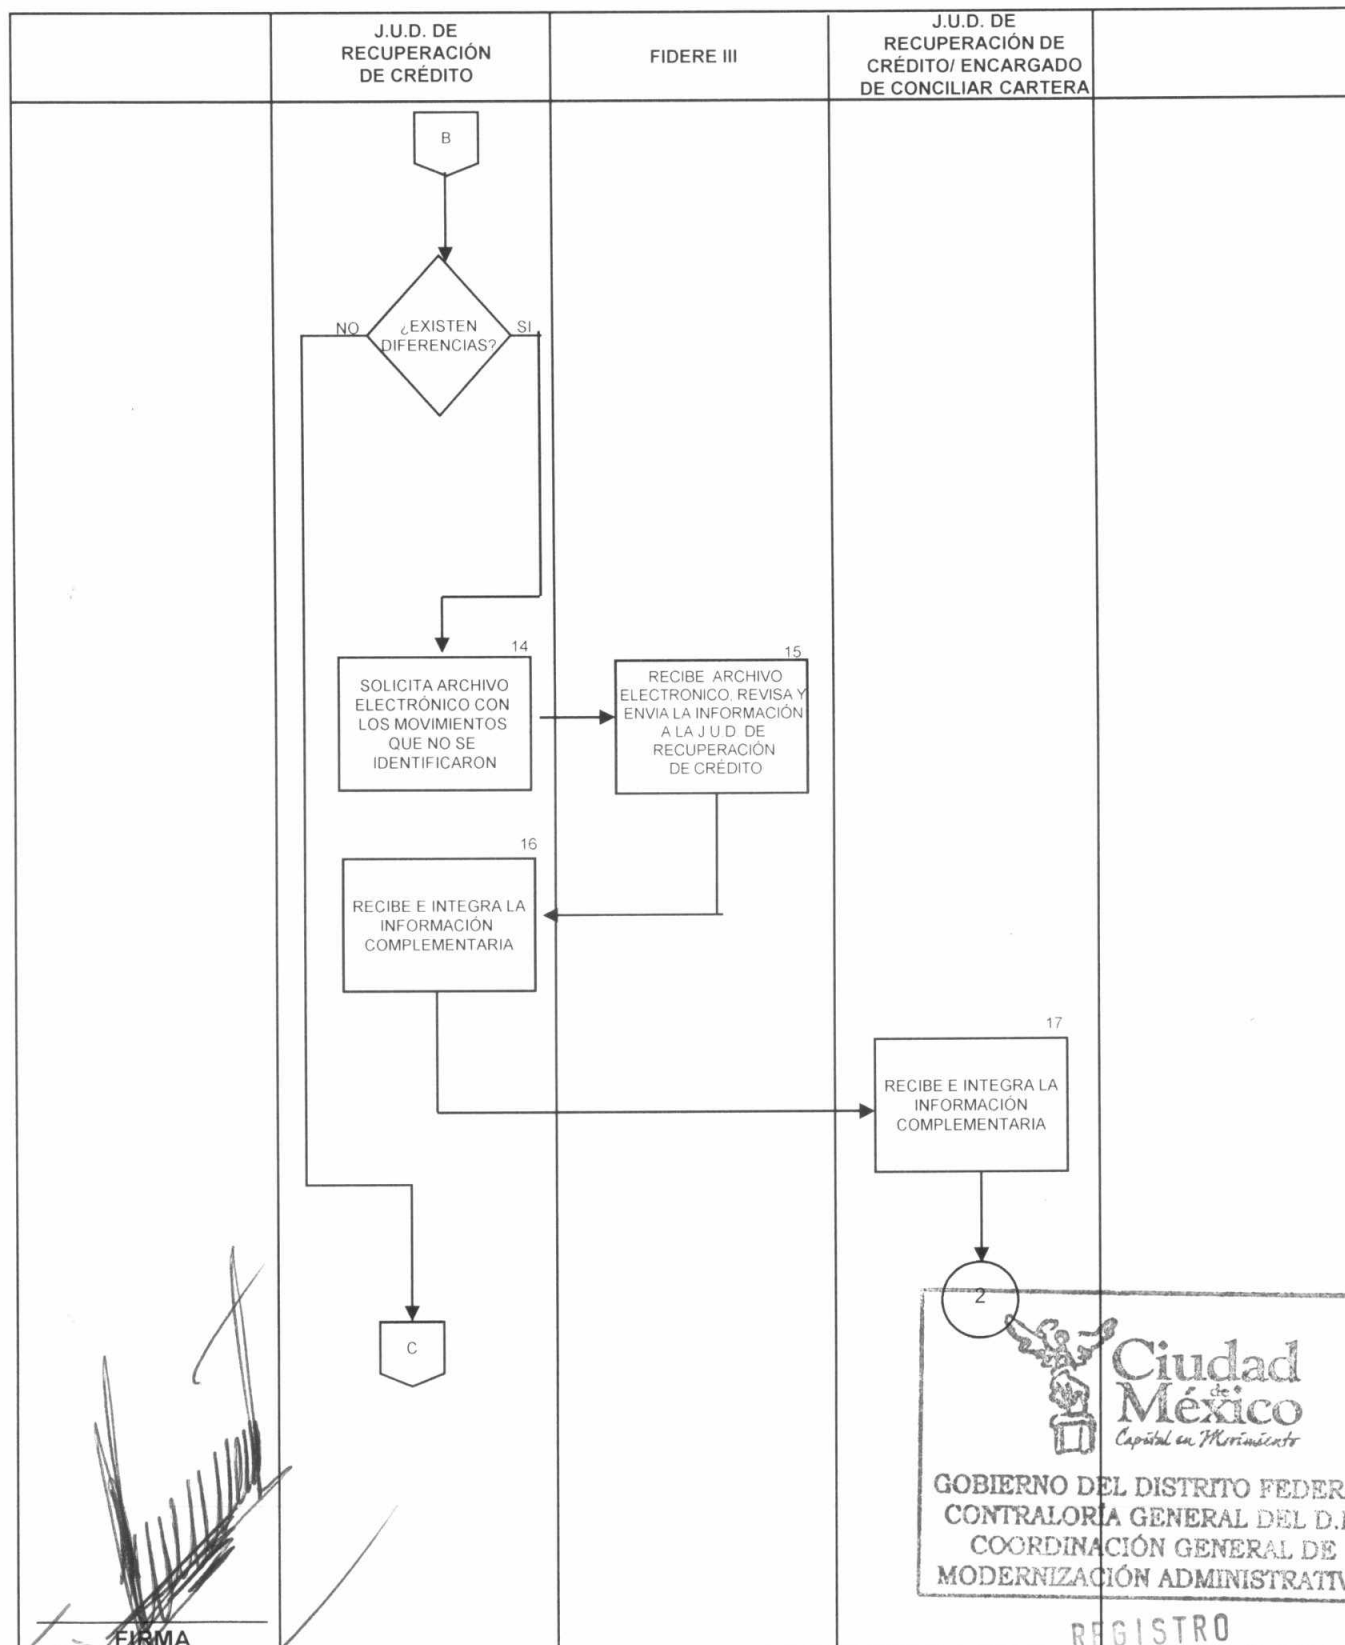 J.U.D. DE
RECUPERACIÓN
DE CRÉDITO
FIDERE III
J.U.D. DE
RECUPERACIÓN DE
CRÉDITO/ ENCARGADO
DE CONCILIAR CARTERA
B
NO
¿EXISTEN
DIFERENCIAS?
SI
14
SOLICITA ARCHIVO
ELECTRÓNICO CON
LOS MOVIMIENTOS
QUE NO SE
IDENTIFICARON
15
RECIBE ARCHIVO
ELECTRONICO, REVISA Y
ENVIA LA INFORMACIÓN
A LA J.U.D. DE
RECUPERACIÓN
DE CRÉDITO
16
RECIBE E INTEGRA LA
INFORMACIÓN
COMPLEMENTARIA
17
RECIBE E INTEGRA LA
INFORMACIÓN
COMPLEMENTARIA
2
C
Ciudad
de
México
Capital en Movimiento
GOBIERNO DEL DISTRITO FEDER
CONTRALORÍA GENERAL DEL D.
COORDINACIÓN GENERAL DE
MODERNIZACIÓN ADMINISTRATIV
REGISTRO
FIRMA